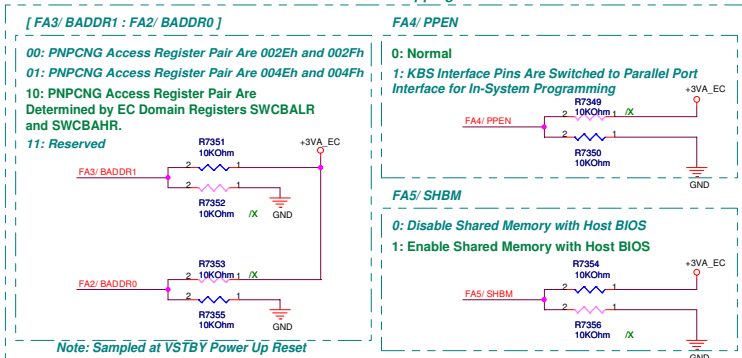 [ FA3/ BADDR1 : FA2/ BADDR0 ]
00: PNPCNG Access Register Pair Are 002Eh and 002Fh
01: PNPCNG Access Register Pair Are 004Eh and 004Fh
10: PNPCNG Access Register Pair Are
Determined by EC Domain Registers SWCBALR
and SWCBAHR.
11: Reserved
R7351
10KOhm
+3VA_EC
2
1
FA3/ BADDR1
2
1
R7352
10KOhm
/X
GND
R7353
10KOhm
/X
2
1
FA2/ BADDR0
2
1
R7355
10KOhm
GND
Note: Sampled at VSTBY Power Up Reset
FA4/ PPEN
0: Normal
1: KBS Interface Pins Are Switched to Parallel Port
Interface for In-System Programming
R7349
10KOhm
/X
+3VA_EC
2
1
FA4/ PPEN
2
1
R7350
10KOhm
GND
FA5/ SHBM
0: Disable Shared Memory with Host BIOS
1: Enable Shared Memory with Host BIOS
R7354
10KOhm
+3VA_EC
2
1
FA5/ SHBM
2
1
R7356
10KOhm
/X
GND